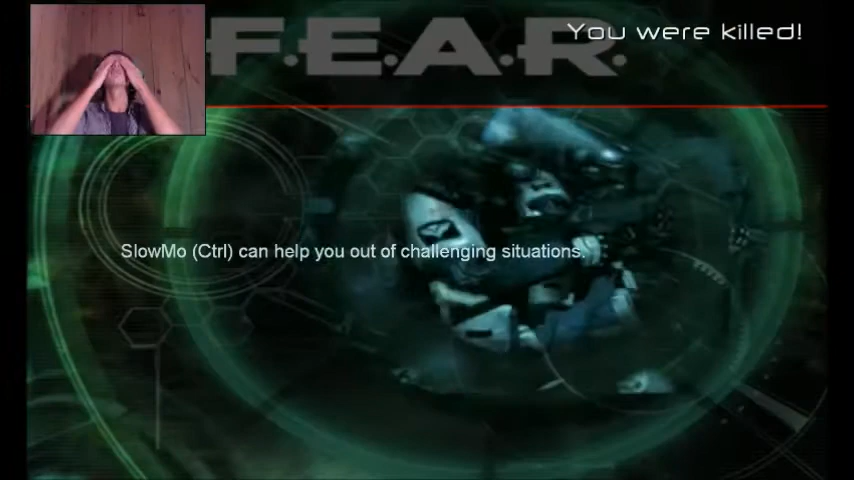 F.E.A.R.
You were killed!
SlowMo (Ctrl) can help you out of challenging situations.